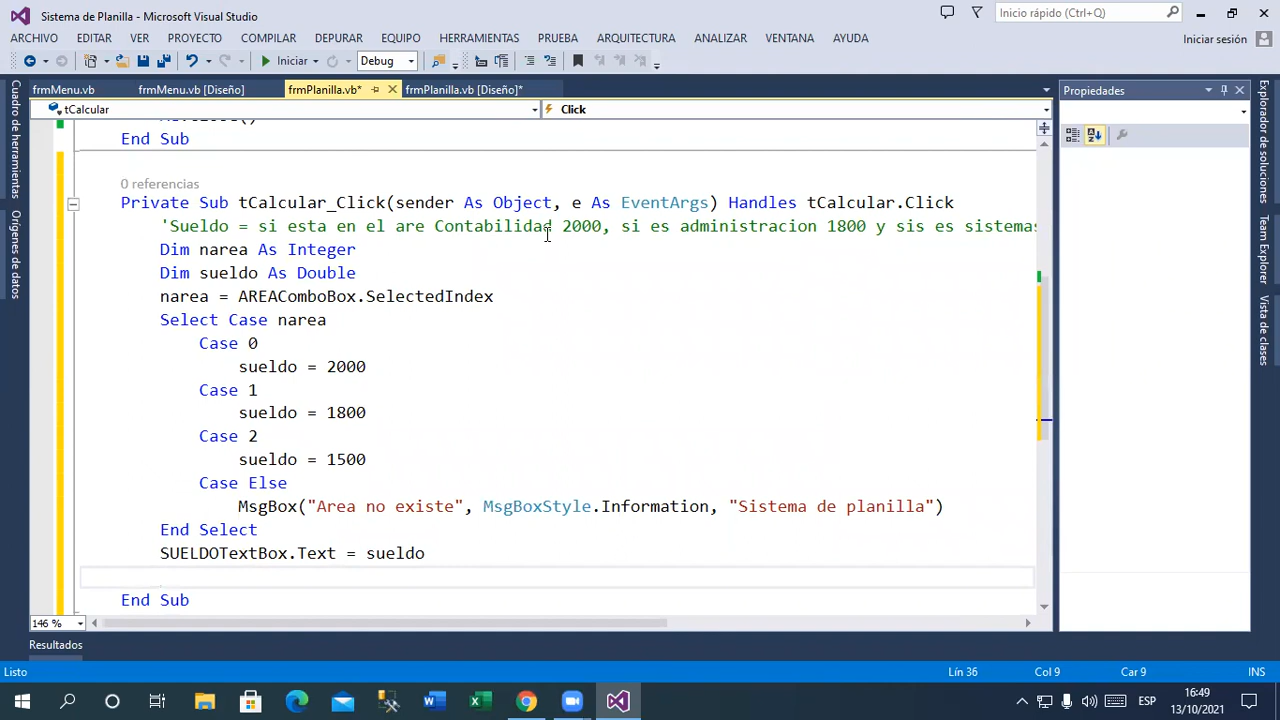 Sistema de Planilla - Microsoft Visual Studio
Inicio rápido (Ctrl+Q)
ARCHIVO EDITAR VER PROYECTO COMPILAR DEPURAR EQUIPO HERRAMIENTAS PRUEBA ARQUITECTURA ANALIZAR VENTANA AYUDA
Iniciar sesión
Iniciar Debug
frmMenu.vb frmMenu.vb [Diseño] frmPlanilla.vb* frmPlanilla.vb [Diseño]*
Propiedades
tCalcular Click
Cuadro de herramientas
Orígenes de datos
End Sub
0 referencias
Private Sub tCalcular_Click(sender As Object, e As EventArgs) Handles tCalcular.Click
'Sueldo = si esta en el are Contabilidad 2000, si es administracion 1800 y sis es sistemas
Dim narea As Integer
Dim sueldo As Double
narea = AREAComboBox.SelectedIndex
Select Case narea
Case 0
sueldo = 2000
Case 1
sueldo = 1800
Case 2
sueldo = 1500
Case Else
MsgBox("Area no existe", MsgBoxStyle.Information, "Sistema de planilla")
End Select
SUELDOTextBox.Text = sueldo
End Sub
Explorador de soluciones
Team Explorer
Vista de clases
146 %
Resultados
Listo Lín 36 Col 9 Car 9 INS
ESP
16:49
13/10/2021